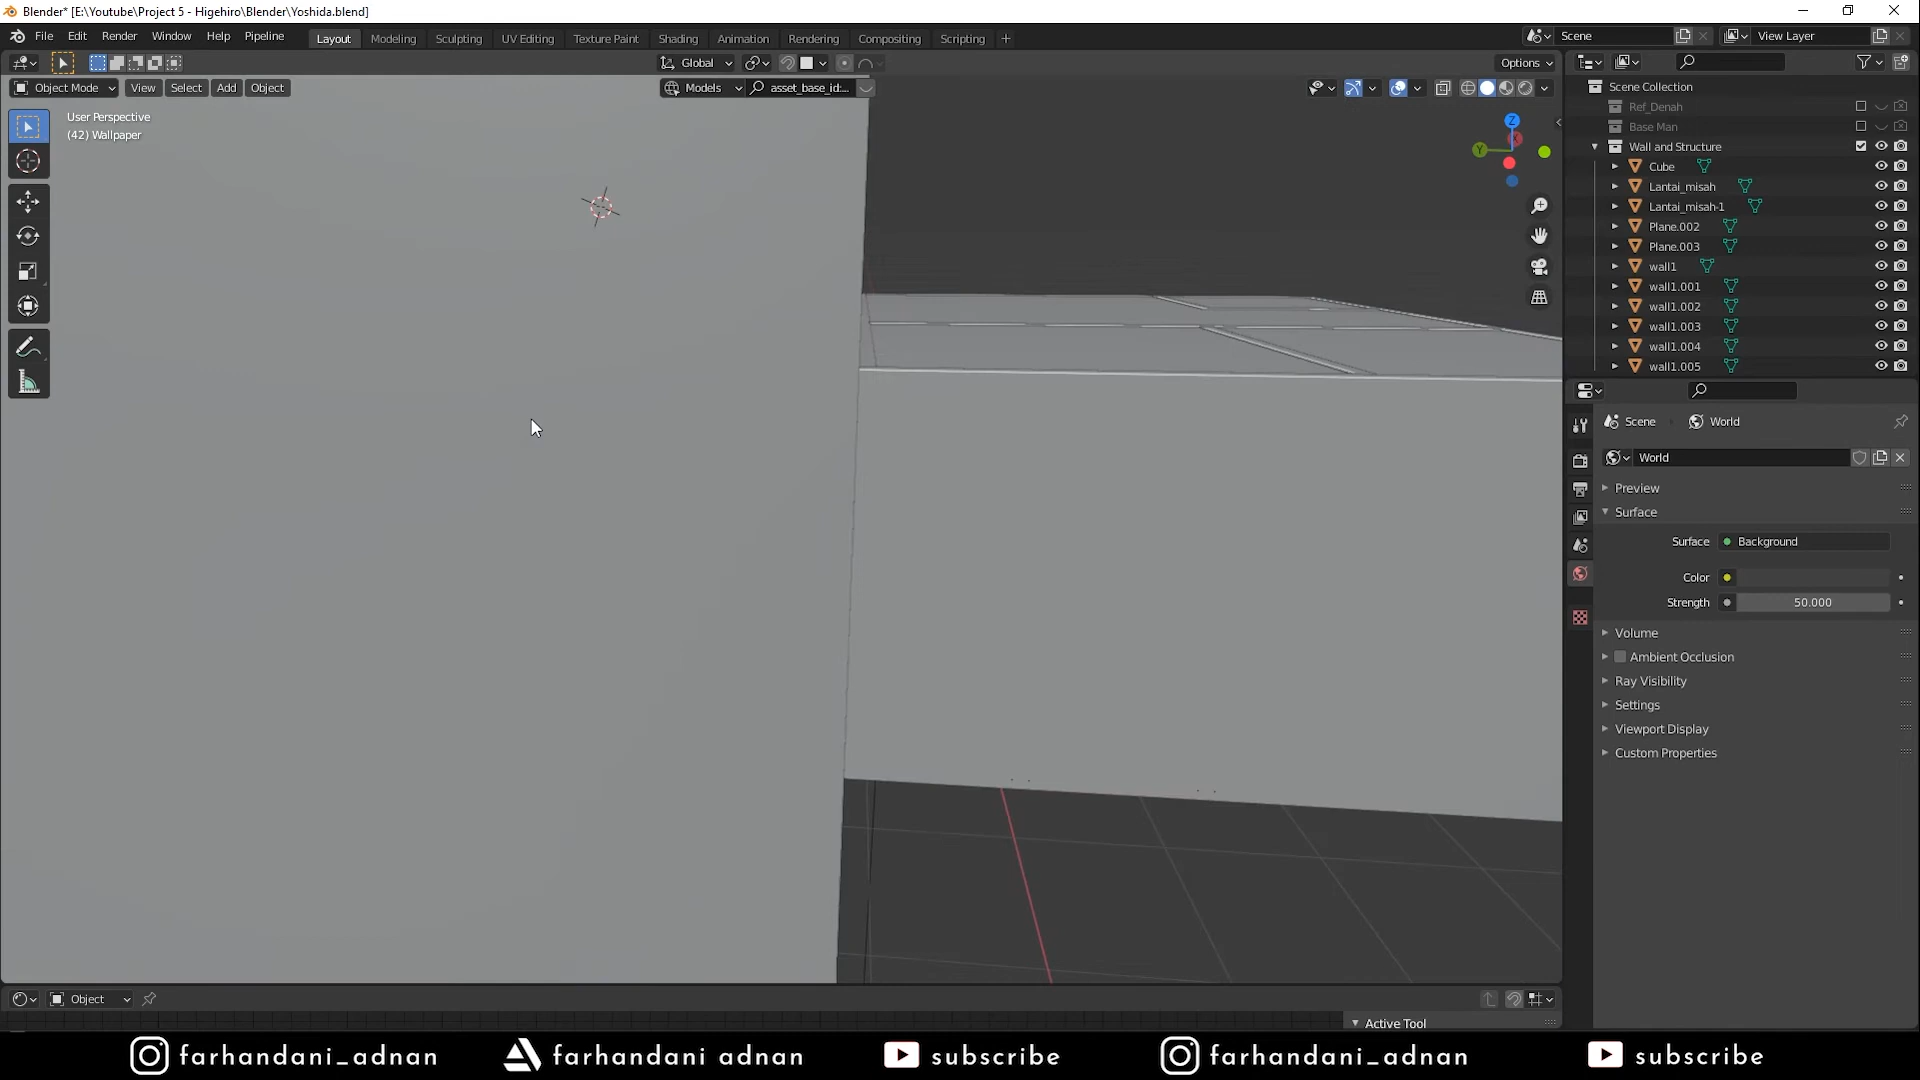 Blender* [E:\Youtube\Project 5 - Higehiro\Blender\Yoshida.blend]
File Edit Render Window Help Pipeline Layout Modeling Sculpting UV Editing Texture Paint Shading Animation Rendering Compositing Scripting + Scene View Layer
Global Options
Object Mode View Select Add Object Models asset_base_id:...
User Perspective
(42) Wallpaper
Z
Y
Scene Collection
Ref_Denah
Base Man
Wall and Structure
Cube
Lantai_misah
Lantai_misah-1
Plane.002
Plane.003
wall1
wall1.001
wall1.002
wall1.003
wall1.004
wall1.005
Scene World
World
Preview
Surface
Surface Background
Color
Strength 50.000
Volume
Ambient Occlusion
Ray Visibility
Settings
Viewport Display
Custom Properties
Object
Active Tool
farhandani_adnan farhandani adnan subscribe farhandani_adnan subscribe